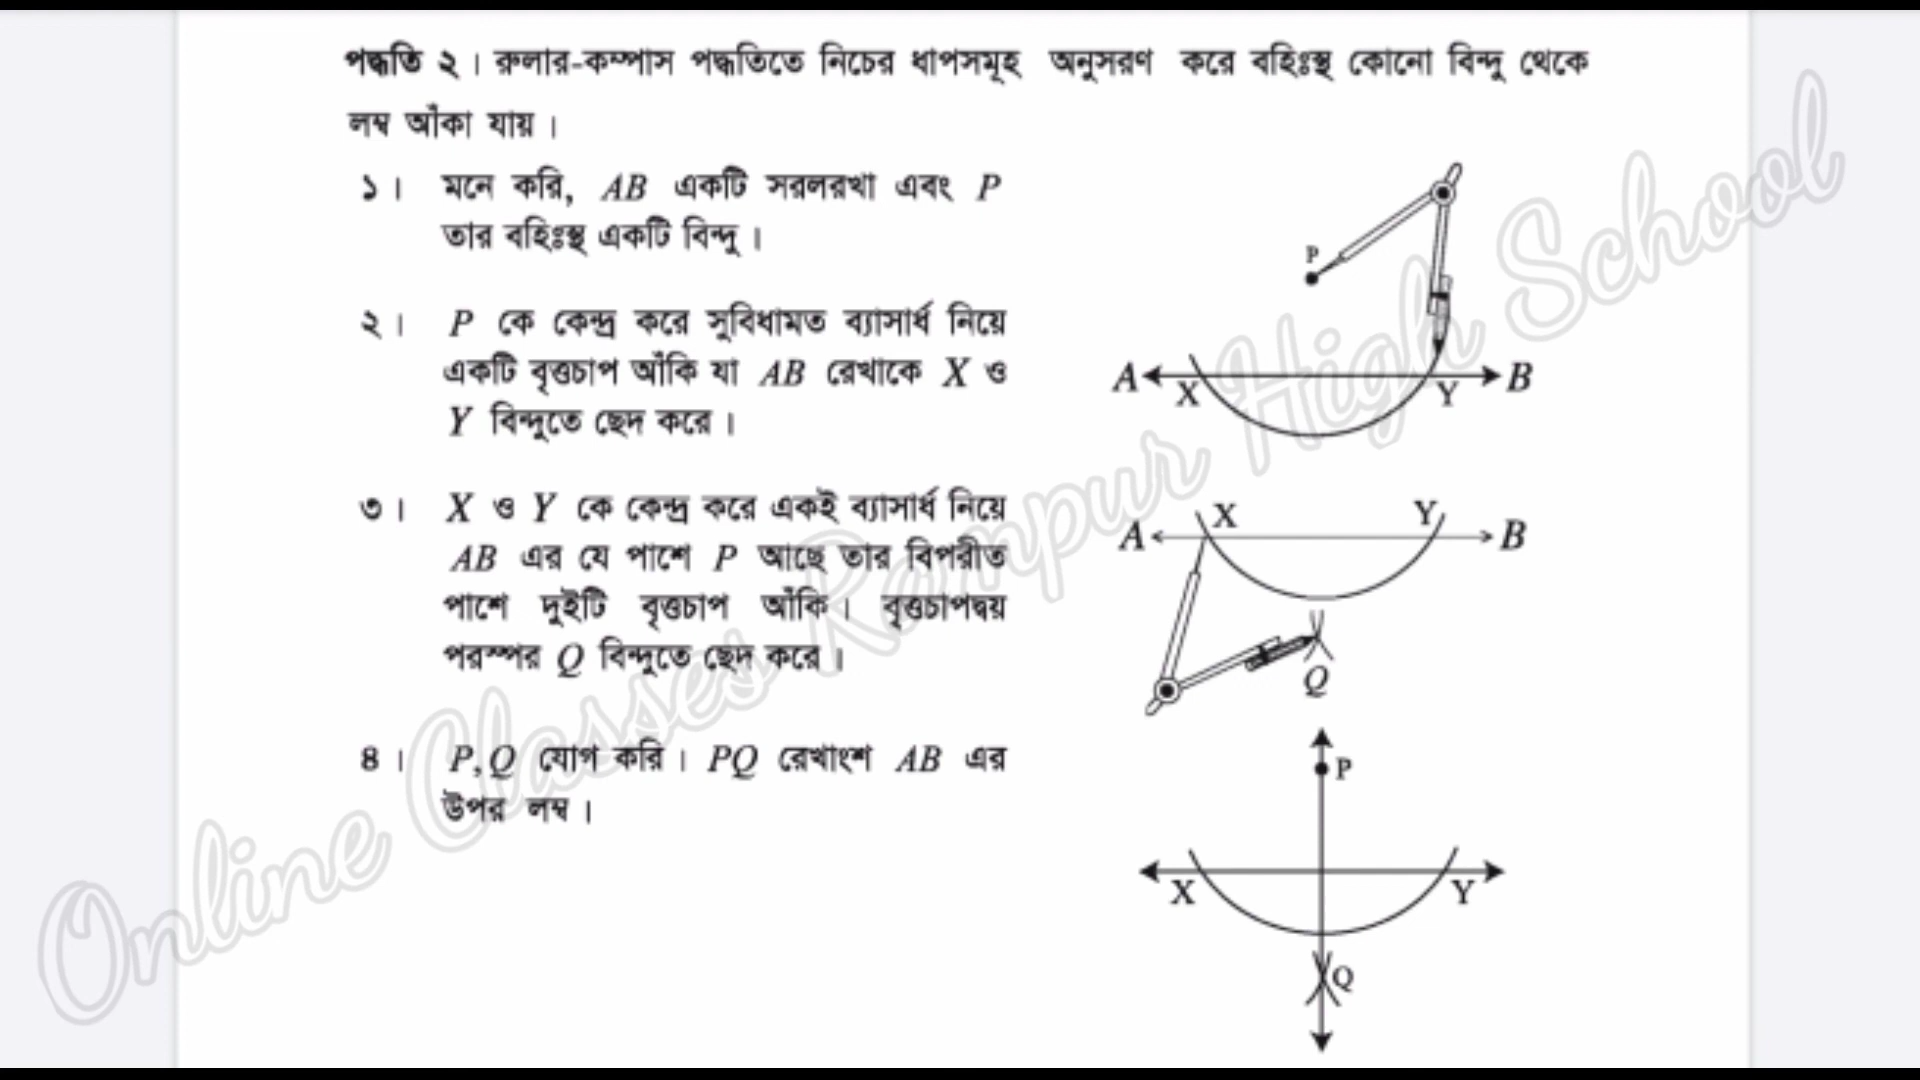 পদ্ধতি ২। রুলার-কম্পাস পদ্ধতিতে নিচের ধাপসমূহ অনুসরণ করে বহিঃস্থ কোনো বিন্দু থেকে
লম্ব আঁকা যায়।
১। মনে করি, AB একটি সরলরখা এবং P
তার বহিঃস্থ একটি বিন্দু।
P
২। P কে কেন্দ্র করে সুবিধামত ব্যাসার্ধ নিয়ে
একটি বৃত্তচাপ আঁকি যা AB রেখাকে X ও
Y বিন্দুতে ছেদ করে।
A X Y B
৩। X ও Y কে কেন্দ্র করে একই ব্যাসার্ধ নিয়ে
AB এর যে পাশে P আছে তার বিপরীত
পাশে দুইটি বৃত্তচাপ আঁকি। বৃত্তচাপদ্বয়
পরস্পর Q বিন্দুতে ছেদ করে।
A X Y B
Q
৪। P, Q যোগ করি। PQ রেখাংশ AB এর
উপর লম্ব।
P
X Y
Q
Online Classes Rampur High School